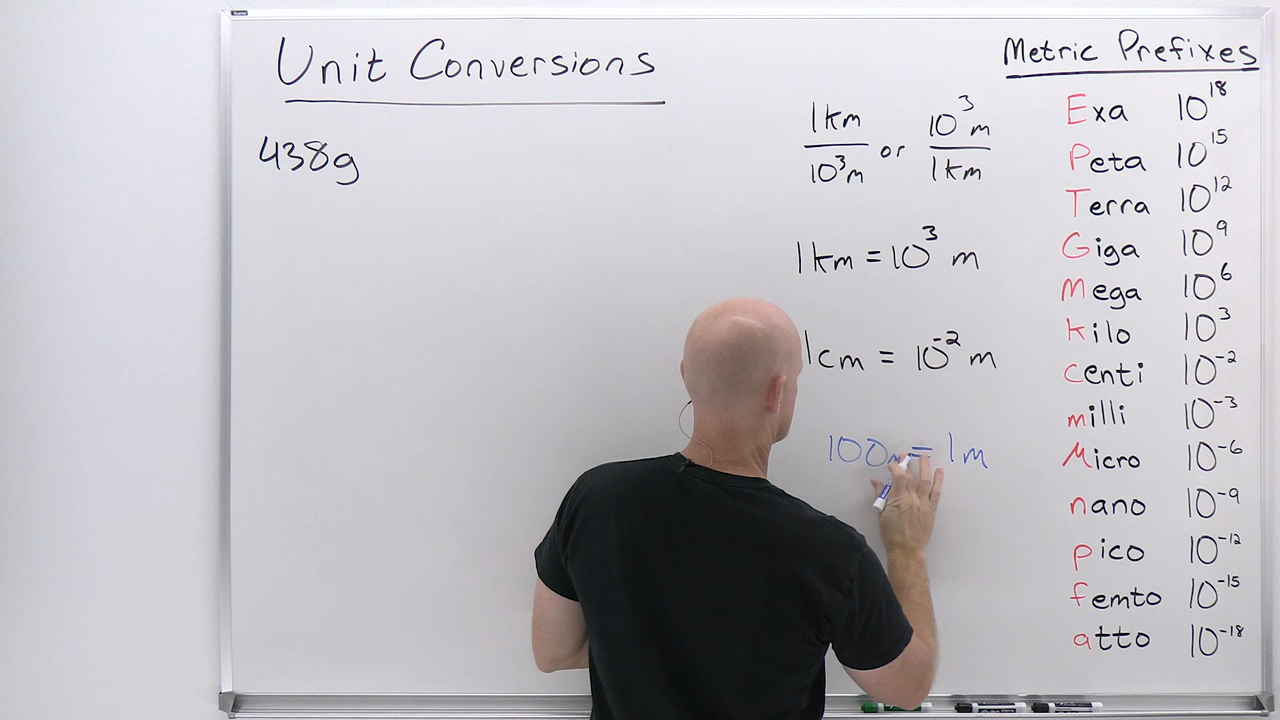 Unit Conversions
438g
1km / 10³m or 10³m / 1km
1km = 10³ m
1cm = 10⁻² m
100 = 1m
Metric Prefixes
Exa 10¹⁸
Peta 10¹⁵
Terra 10¹²
Giga 10⁹
Mega 10⁶
Kilo 10³
centi 10⁻²
milli 10⁻³
Micro 10⁻⁶
nano 10⁻⁹
pico 10⁻¹²
femto 10⁻¹⁵
atto 10⁻¹⁸